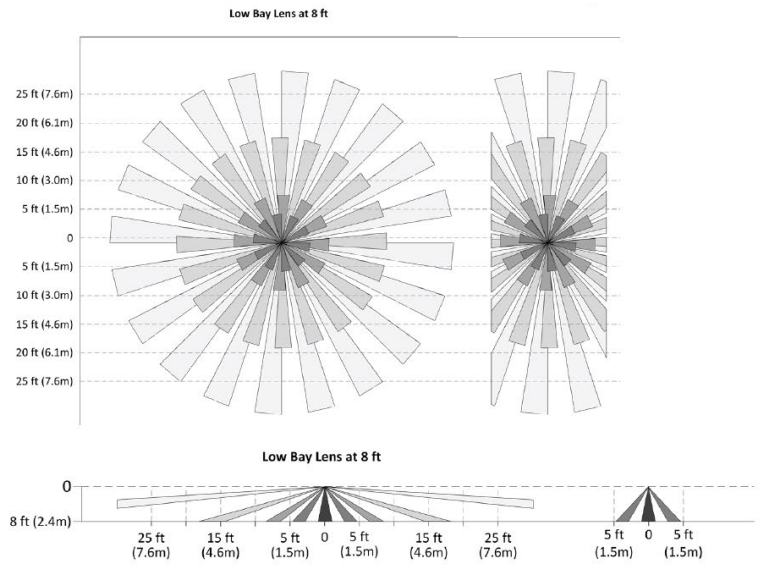 Low Bay Lens at 8 ft
25 ft (7.6m)
20 ft (6.1m)
15 ft (4.6m)
10 ft (3.0m)
5 ft (1.5m)
0
5 ft (1.5m)
10 ft (3.0m)
15 ft (4.6m)
20 ft (6.1m)
25 ft (7.6m)
Low Bay Lens at 8 ft
0
8 ft (2.4m)
25 ft 15 ft 5 ft 0 5 ft 15 ft 25 ft 5 ft 0 5 ft
(7.6m) (4.6m) (1.5m) (1.5m) (4.6m) (7.6m) (1.5m) (1.5m)